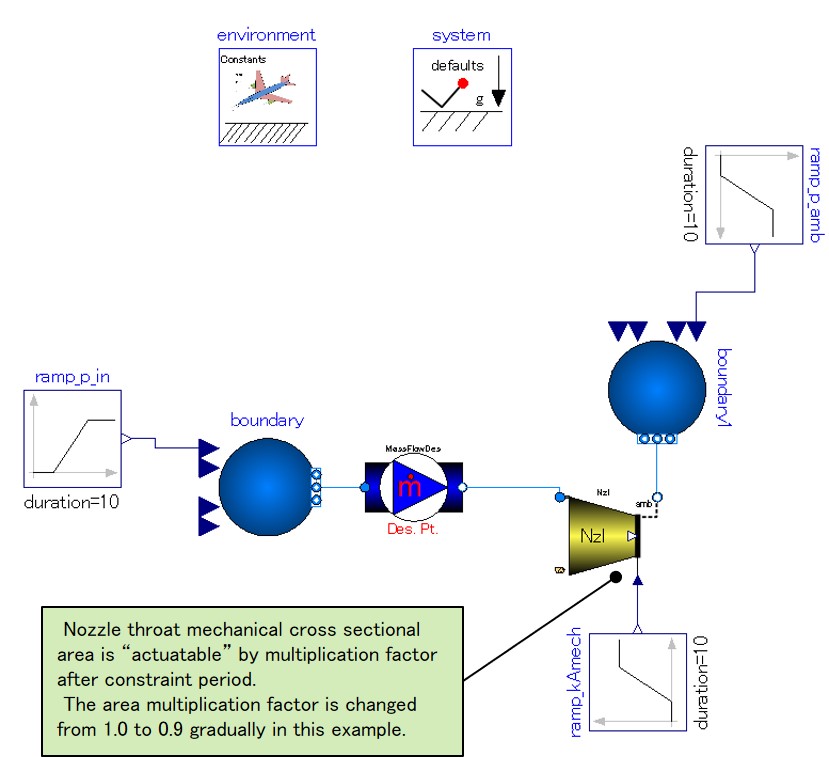 environment
system
Constants
defaults
g
ramp_p_amb
duration=10
ramp_p_in
duration=10
boundary
boundary1
MassFlowDes
ṁ
Des. Pt.
Nzl
amb
Nzl
ramp_kAmech
duration=10
Nozzle throat mechanical cross sectional
area is “actuatable” by multiplication factor
after constraint period.
The area multiplication factor is changed
from 1.0 to 0.9 gradually in this example.